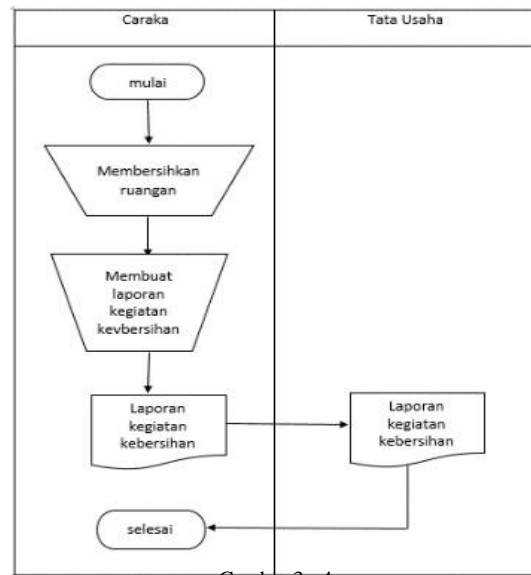 Caraka
Tata Usaha
mulai
Membersihkan
ruangan
Membuat
laporan
kegiatan
kevbersihan
Laporan
kegiatan
kebersihan
Laporan
kegiatan
kebersihan
selesai